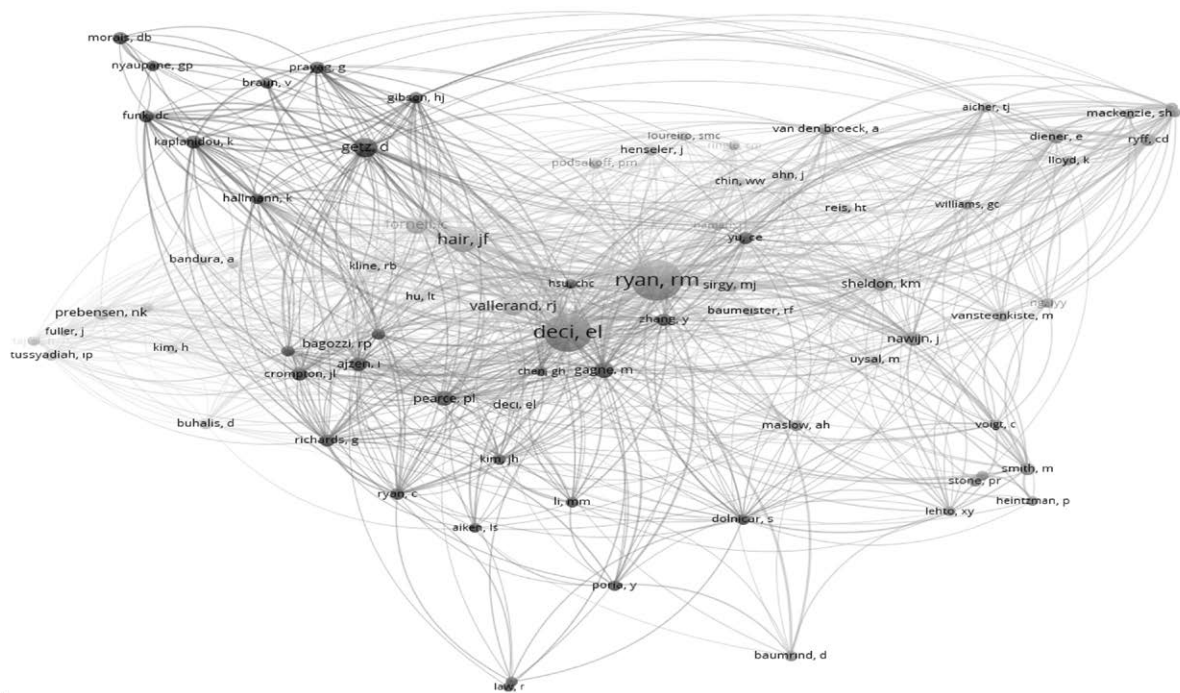 morais, db
nyaupane, gp
prayag, g
braun, v
gibson, hj
aicher, tj
mackenzie, sh
funk, dc
van den broeck, a
diener, e
ryff, cd
loureiro, smc
kaplanidou, k
getz, d
henseler, j
lloyd, k
podsakoff, pm
chin, ww
ahn, j
hallmann, k
reis, ht
williams, gc
fornell, c
hair, jf
yu, ce
bandura, a
kline, rb
ryan, rm
hsu, chc
sirgy, mj
sheldon, km
hu, lt
vallerand, rj
prebensen, nk
baumeister, rf
vansteenkiste, m
zhang, y
fuller, j
deci, el
nawijn, j
kim, h
bagozzi, rp
tussyadiah, ip
uysal, m
ajzen, i
crompton, jl
chen, gh
gagne, m
pearce, pl
deci, el
buhalis, d
maslow, ah
voigt, c
richards, g
kim, jh
smith, m
stone, pr
ryan, c
li, mm
heintzman, p
lehto, xy
dolnicar, s
aiken, ls
poria, y
baumrind, d
law, r